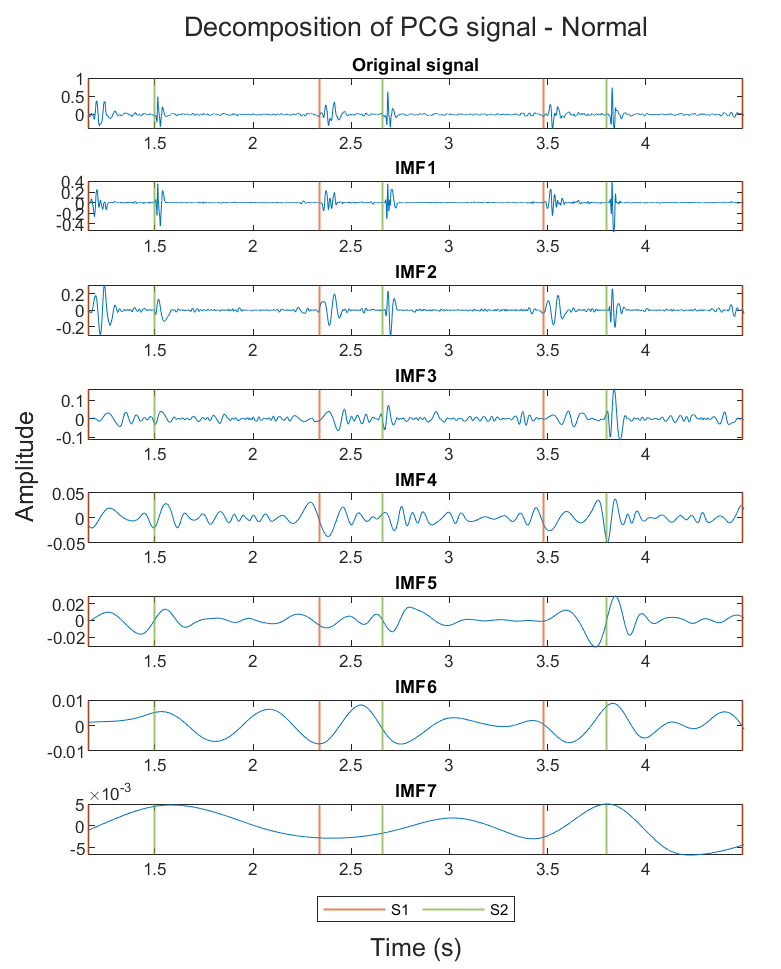 Decomposition of PCG signal - Normal
Original signal
1
0.5
0
1.5 2 2.5 3 3.5 4
IMF1
0.4
0.2
0
-0.2
-0.4
1.5 2 2.5 3 3.5 4
IMF2
0.2
0
-0.2
1.5 2 2.5 3 3.5 4
IMF3
0.1
0
-0.1
1.5 2 2.5 3 3.5 4
Amplitude
IMF4
0.05
0
-0.05
1.5 2 2.5 3 3.5 4
IMF5
0.02
0
-0.02
1.5 2 2.5 3 3.5 4
IMF6
0.01
0
-0.01
1.5 2 2.5 3 3.5 4
IMF7
×10⁻³
5
0
-5
1.5 2 2.5 3 3.5 4
S1 S2
Time (s)